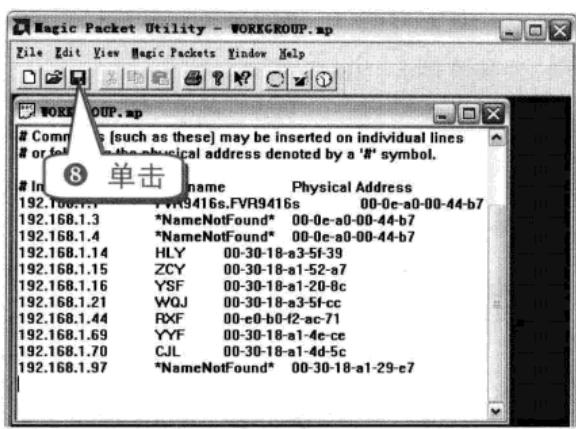 Magic Packet Utility - WORKGROUP.mp
File Edit View Magic Packets Window Help
OUP.mp
# Comm s (such as these) may be inserted on individual lines
# or fo the physical address denoted by a '#' symbol.
8 单击
# In name Physical Address
192.168.1.1 FVR9416s.FVR9416s 00-0e-a0-00-44-b7
192.168.1.3 *NameNotFound* 00-0e-a0-00-44-b7
192.168.1.4 *NameNotFound* 00-0e-a0-00-44-b7
192.168.1.14 HLY 00-30-18-a3-5f-39
192.168.1.15 ZCY 00-30-18-a1-52-a7
192.168.1.16 YSF 00-30-18-a1-20-8c
192.168.1.21 WQJ 00-30-18-a3-5f-cc
192.168.1.44 RXF 00-e0-b0-f2-ac-71
192.168.1.69 YYF 00-30-18-a1-4e-ce
192.168.1.70 CJL 00-30-18-a1-4d-5c
192.168.1.97 *NameNotFound* 00-30-18-a1-29-e7